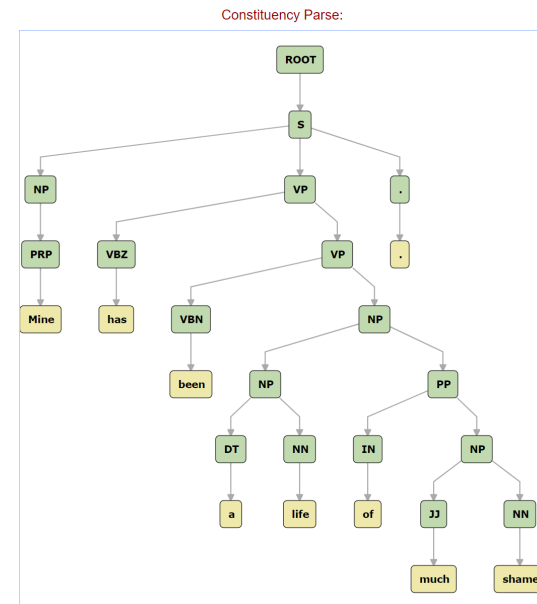 Constituency Parse:
ROOT
S
NP VP .
PRP VBZ VP .
Mine has VBN NP
been NP PP
DT NN IN NP
a life of JJ NN
much shame